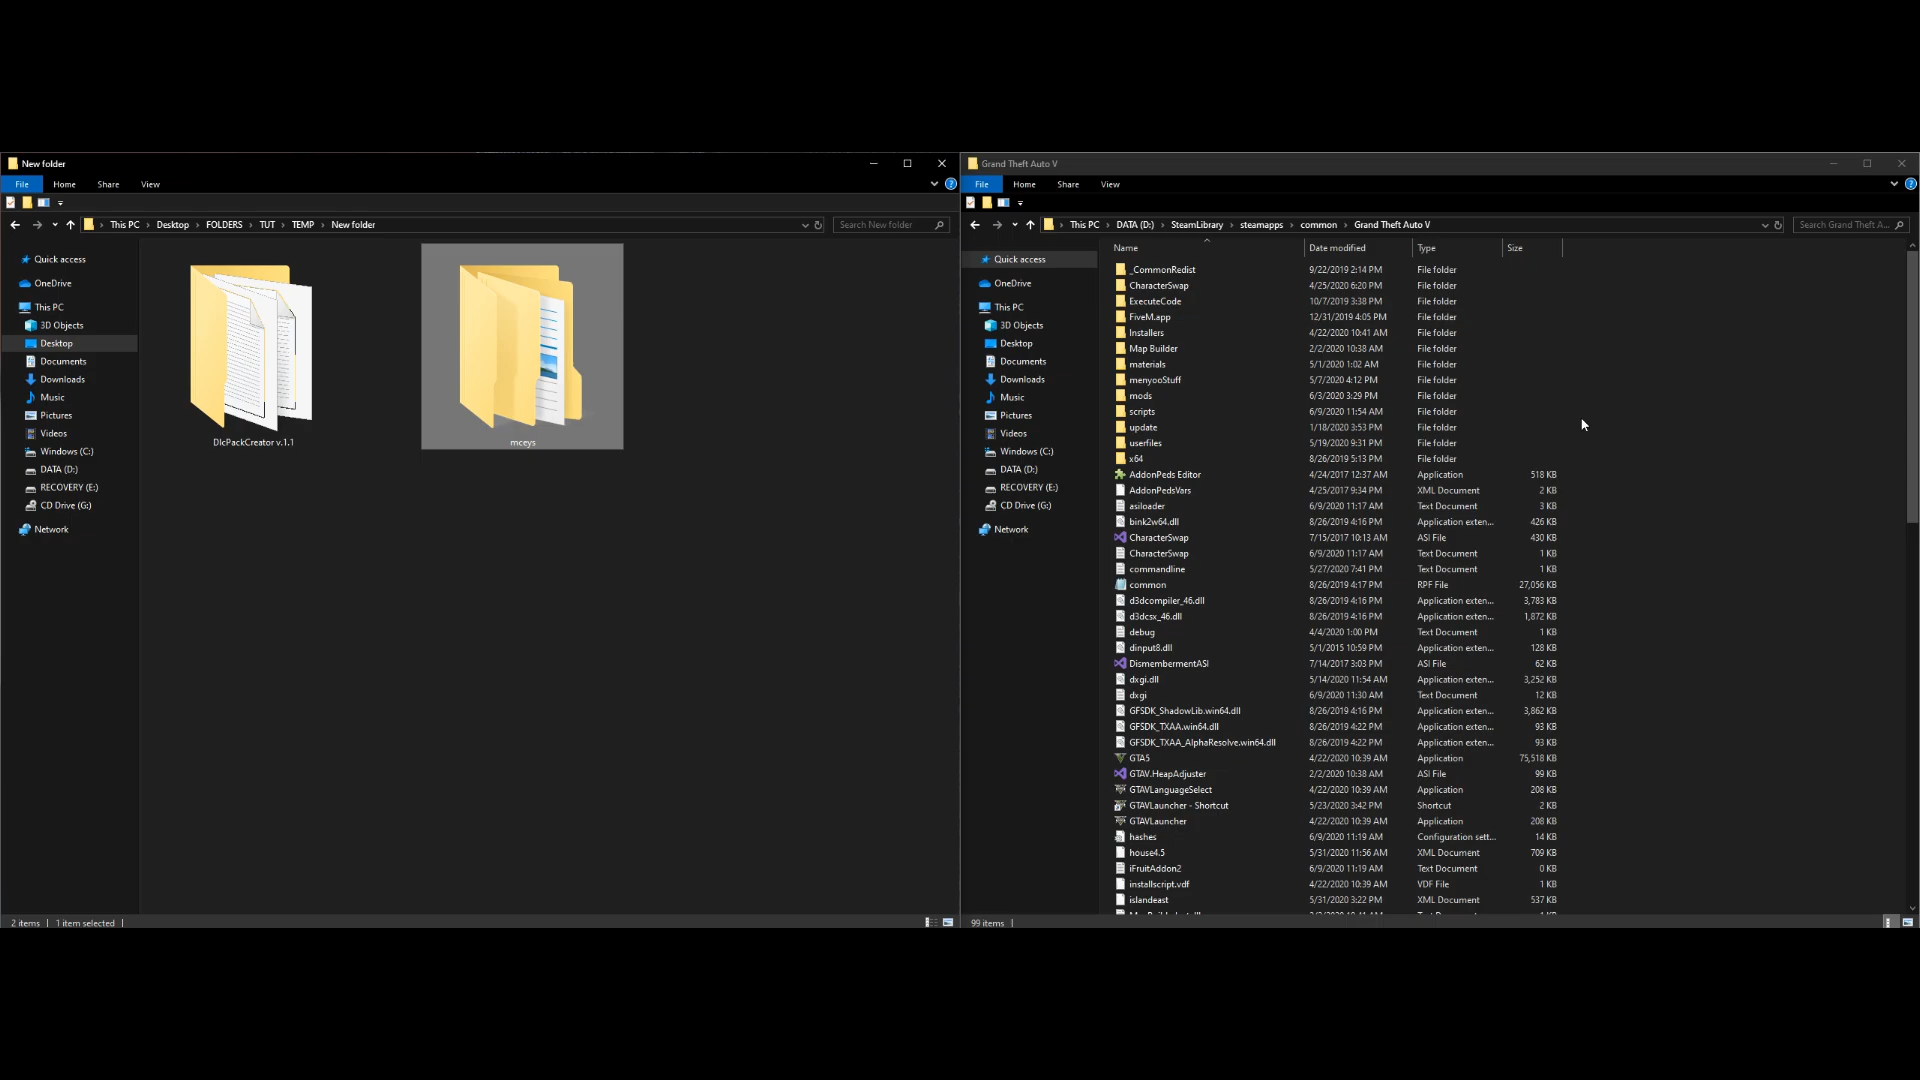 New folder
File Home Share View
This PC Desktop FOLDERS TUT TEMP New folder
Search New folder
Quick access
OneDrive
This PC
3D Objects
Desktop
Documents
Downloads
Music
Pictures
Videos
Windows (C:)
DATA (D:)
RECOVERY (E:)
CD Drive (G:)
Network
DlcPackCreator v.1.1
mceys
2 items 1 item selected
Grand Theft Auto V
File Home Share View
This PC DATA (D:) SteamLibrary steamapps common Grand Theft Auto V
Search Grand Theft A...
Quick access
OneDrive
This PC
3D Objects
Desktop
Documents
Downloads
Music
Pictures
Videos
Windows (C:)
DATA (D:)
RECOVERY (E:)
CD Drive (G:)
Network
Name Date modified Type Size
_CommonRedist 9/22/2019 2:14 PM File folder
CharacterSwap 4/25/2020 6:20 PM File folder
ExecuteCode 10/7/2019 3:38 PM File folder
FiveM.app 12/31/2019 4:05 PM File folder
Installers 4/22/2020 10:41 AM File folder
Map Builder 2/2/2020 10:38 AM File folder
materials 5/1/2020 1:02 AM File folder
menyooStuff 5/7/2020 4:12 PM File folder
mods 6/3/2020 3:29 PM File folder
scripts 6/9/2020 11:54 AM File folder
update 1/18/2020 3:53 PM File folder
userfiles 5/19/2020 9:31 PM File folder
x64 8/26/2019 5:13 PM File folder
AddonPeds Editor 4/24/2017 12:37 AM Application 518 KB
AddonPedsVars 4/25/2017 9:34 PM XML Document 2 KB
asiloader 6/9/2020 11:17 AM Text Document 3 KB
bink2w64.dll 8/26/2019 4:16 PM Application exten... 426 KB
CharacterSwap 7/15/2017 10:13 AM ASI File 430 KB
CharacterSwap 6/9/2020 11:17 AM Text Document 1 KB
commandline 5/27/2020 7:41 PM Text Document 1 KB
common 8/26/2019 4:17 PM RPF File 27,056 KB
d3dcompiler_46.dll 8/26/2019 4:16 PM Application exten... 3,783 KB
d3dcsx_46.dll 8/26/2019 4:16 PM Application exten... 1,872 KB
debug 4/4/2020 1:00 PM Text Document 1 KB
dinput8.dll 5/1/2015 10:59 PM Application exten... 128 KB
DismembermentASI 7/14/2017 3:03 PM ASI File 62 KB
dxgi.dll 5/14/2020 11:54 AM Application exten... 3,252 KB
dxgi 6/9/2020 11:30 AM Text Document 12 KB
GFSDK_ShadowLib.win64.dll 8/26/2019 4:16 PM Application exten... 3,862 KB
GFSDK_TXAA.win64.dll 8/26/2019 4:22 PM Application exten... 93 KB
GFSDK_TXAA_AlphaResolve.win64.dll 8/26/2019 4:22 PM Application exten... 93 KB
GTA5 4/22/2020 10:39 AM Application 75,518 KB
GTAV.HeapAdjuster 2/2/2020 10:38 AM ASI File 99 KB
GTAVLanguageSelect 4/22/2020 10:39 AM Application 208 KB
GTAVLauncher - Shortcut 5/23/2020 3:42 PM Shortcut 2 KB
GTAVLauncher 4/22/2020 10:39 AM Application 208 KB
hashes 6/9/2020 11:19 AM Configuration sett... 14 KB
house4.5 5/31/2020 11:56 AM XML Document 709 KB
iFruitAddon2 6/9/2020 11:19 AM Text Document 0 KB
installscript.vdf 4/22/2020 10:39 AM VDF File 1 KB
islandeast 5/31/2020 3:22 PM XML Document 537 KB
99 items